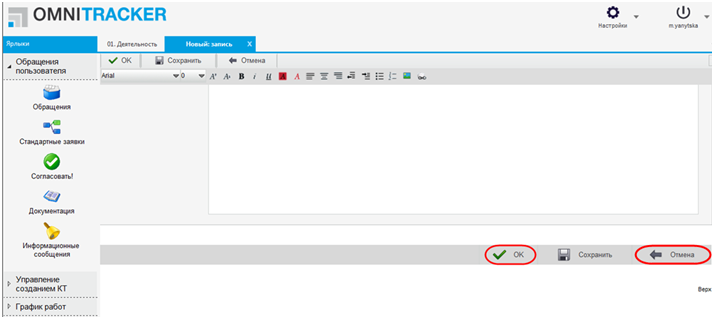 OMNITRACKER
Настройки
m.yanytska
Ярлыки
01. Деятельность
Новый: запись X
Обращения
пользователя
OK Сохранить Отмена
Arial 0
Обращения
Стандартные заявки
Согласовать!
Документация
Информационные
сообщения
OK Сохранить Отмена
Управление
созданием КТ
График работ
Верх